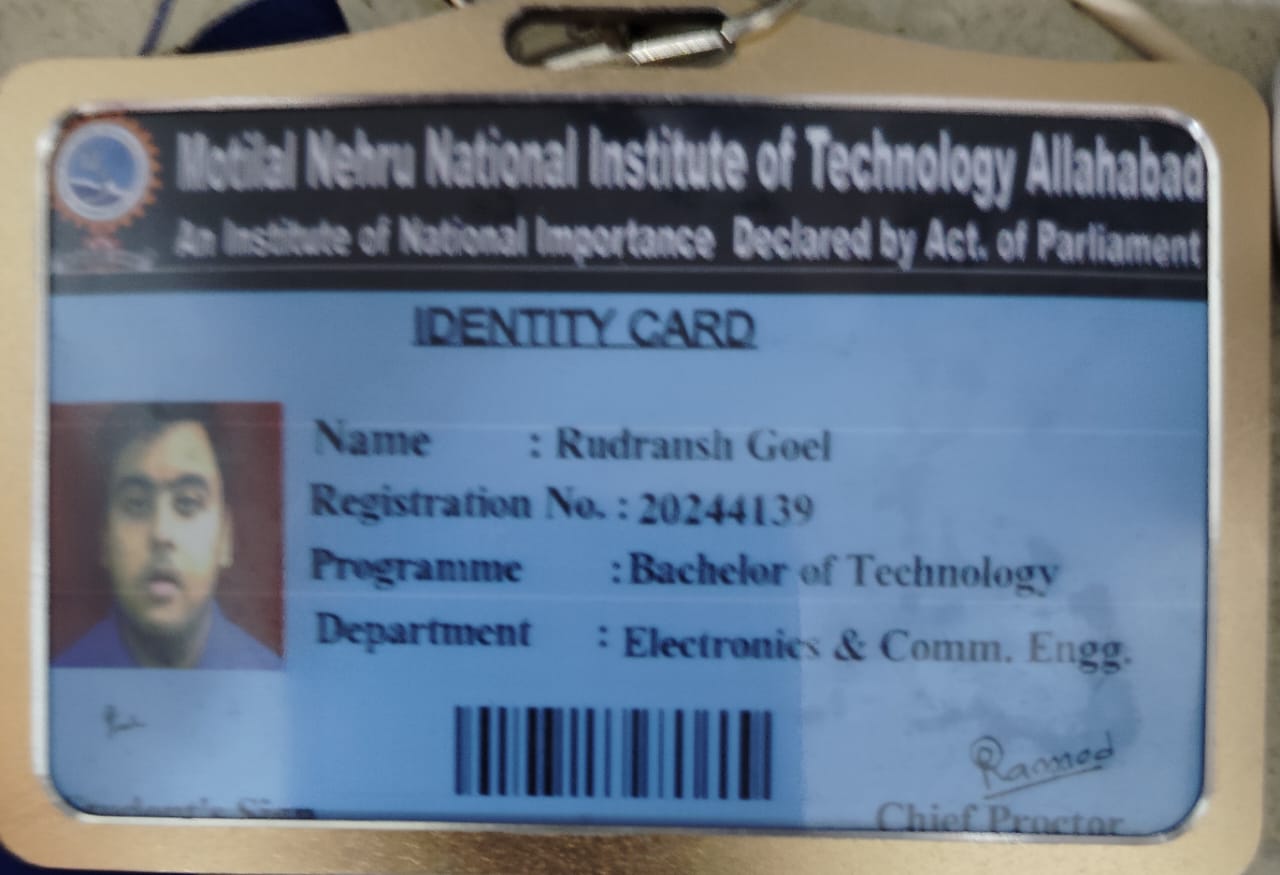 Motilal Nehru National Institute of Technology Allahabad
An Institute of National Importance Declared by Act. of Parliament
IDENTITY CARD
Name : Rudransh Goel
Registration No. : 20244139
Programme : Bachelor of Technology
Department : Electronics & Comm. Engg.
Chief Proctor